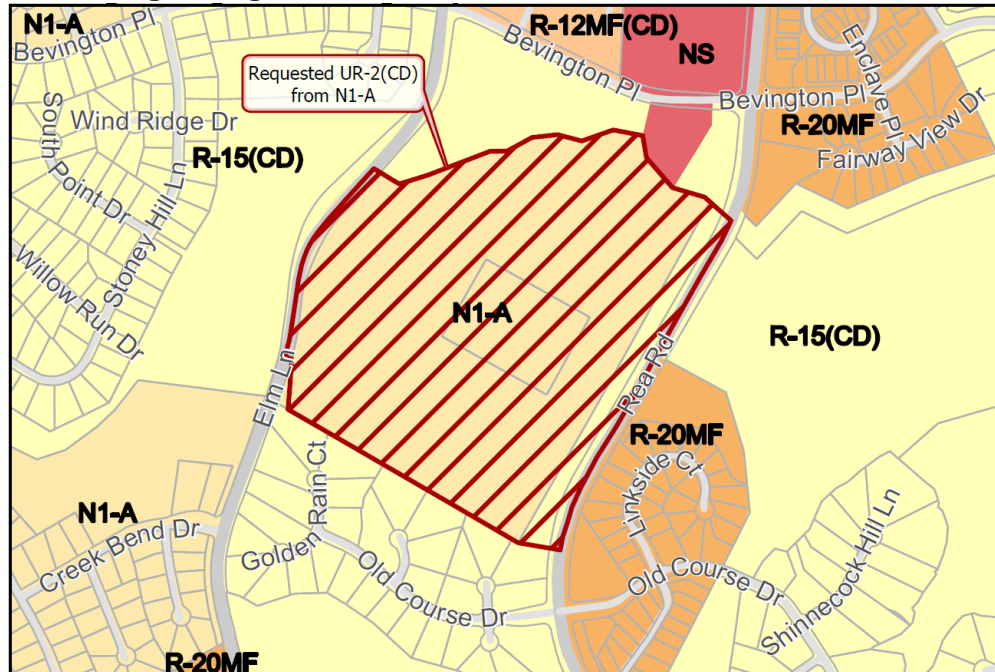 N1-A
Bevington Pl
R-12MF(CD)
NS
Bevington Pl
Bevington Pl
Enclave Pl
R-20MF
Fairway View Dr
Requested UR-2(CD)
from N1-A
South Point Dr
Wind Ridge Dr
R-15(CD)
Stoney Hill Ln
Willow Run Dr
N1-A
Elm Ln
Rea Rd
R-15(CD)
R-20MF
Linkside Ct
Golden Rain Ct
Old Course Dr
N1-A
Creek Bend Dr
Old Course Dr
Shinnecock Hill Ln
R-20MF